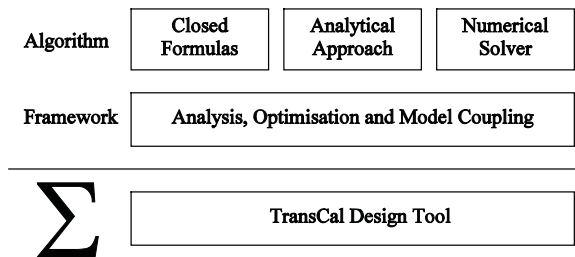 Algorithm
Closed
Formulas
Analytical
Approach
Numerical
Solver
Framework
Analysis, Optimisation and Model Coupling
∑
TransCal Design Tool